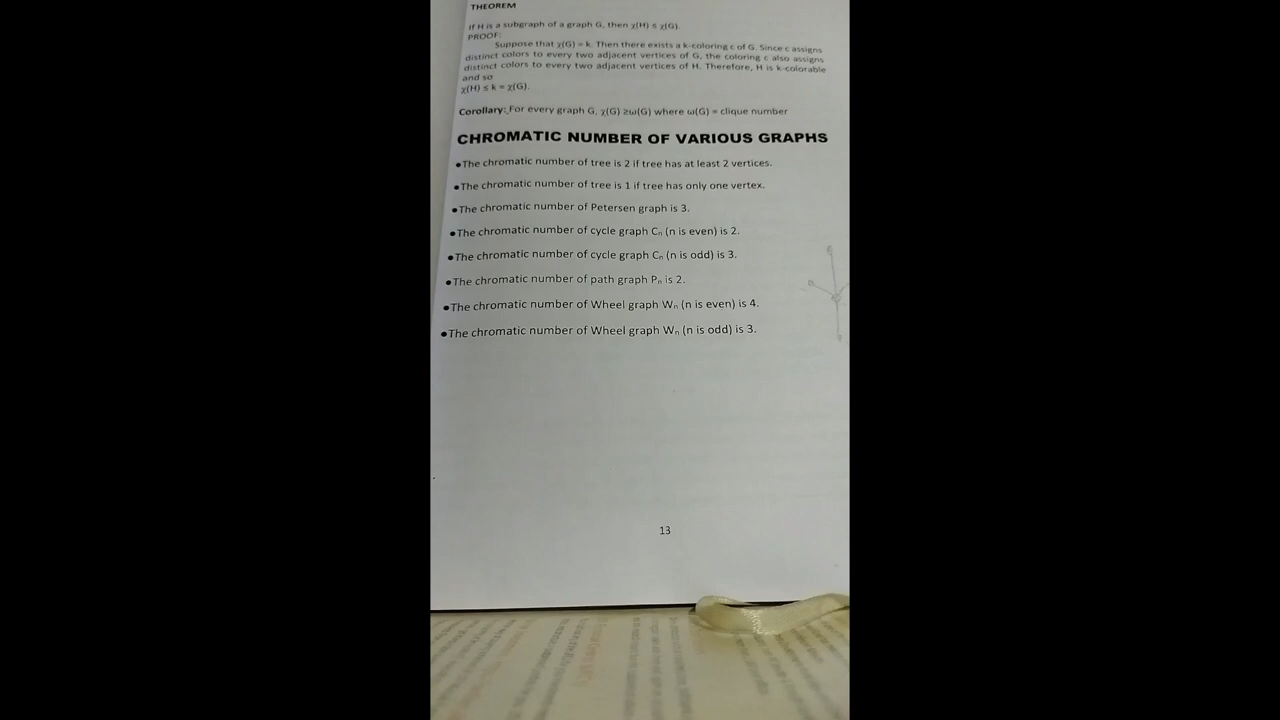 THEOREM
If H is a subgraph of a graph G, then χ(H) ≤ χ(G).
PROOF:
Suppose that χ(G) = k. Then there exists a k-coloring c of G. Since c assigns
distinct colors to every two adjacent vertices of G, the coloring c also assigns
distinct colors to every two adjacent vertices of H. Therefore, H is k-colorable
and so
χ(H) ≤ k = χ(G).
Corollary: For every graph G, χ(G) ≥ω(G) where ω(G) = clique number
CHROMATIC NUMBER OF VARIOUS GRAPHS
●The chromatic number of tree is 2 if tree has at least 2 vertices.
●The chromatic number of tree is 1 if tree has only one vertex.
●The chromatic number of Petersen graph is 3.
●The chromatic number of cycle graph Cₙ (n is even) is 2.
●The chromatic number of cycle graph Cₙ (n is odd) is 3.
●The chromatic number of path graph Pₙ is 2.
●The chromatic number of Wheel graph Wₙ (n is even) is 4.
●The chromatic number of Wheel graph Wₙ (n is odd) is 3.
13